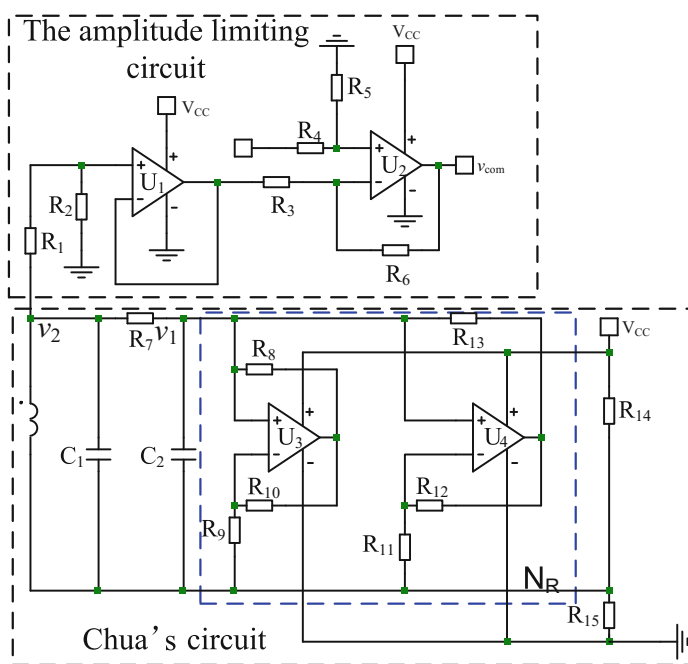 The amplitude limiting
circuit
V_CC
R_5
V_CC
R_4
U_1
U_2
v_com
R_2
R_3
R_1
R_6
v_2
R_7
v_1
R_13
V_CC
R_8
R_14
U_3
U_4
C_1
C_2
R_10
R_12
R_9
R_11
N_R
R_15
Chua's circuit